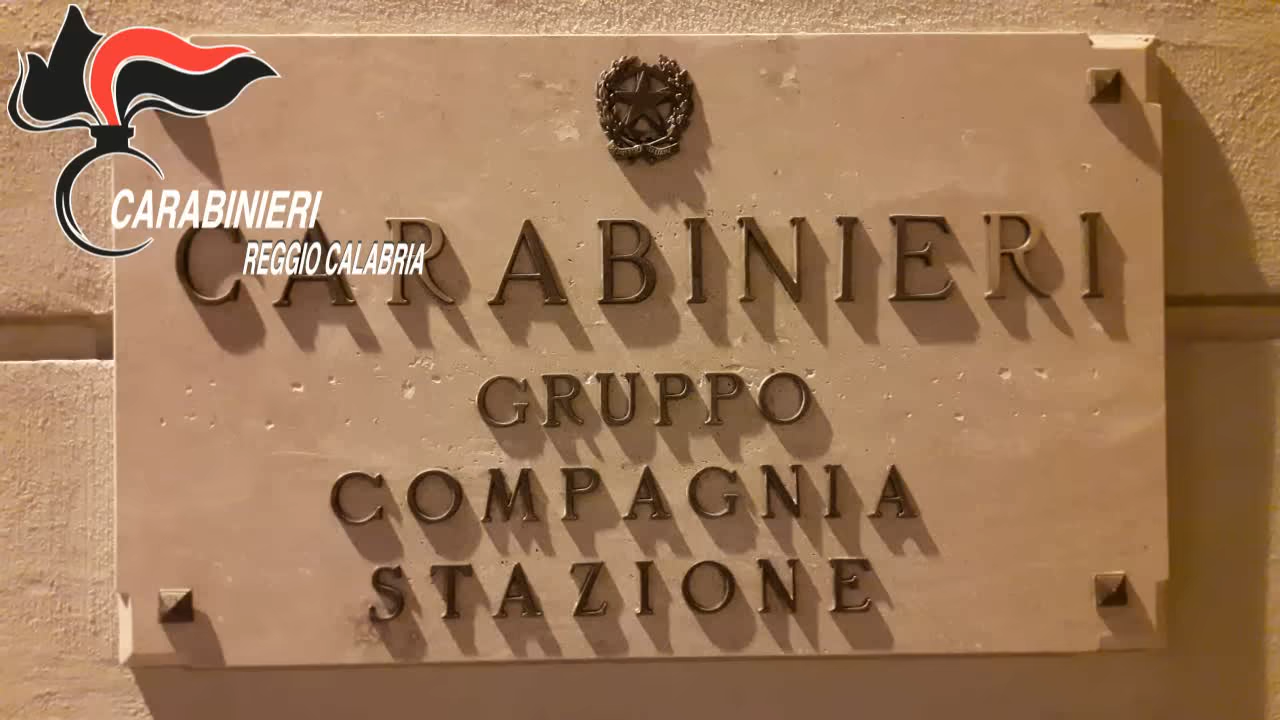 CARABINIERI
REGGIO CALABRIA
CARABINIERI
GRUPPO
COMPAGNIA
STAZIONE